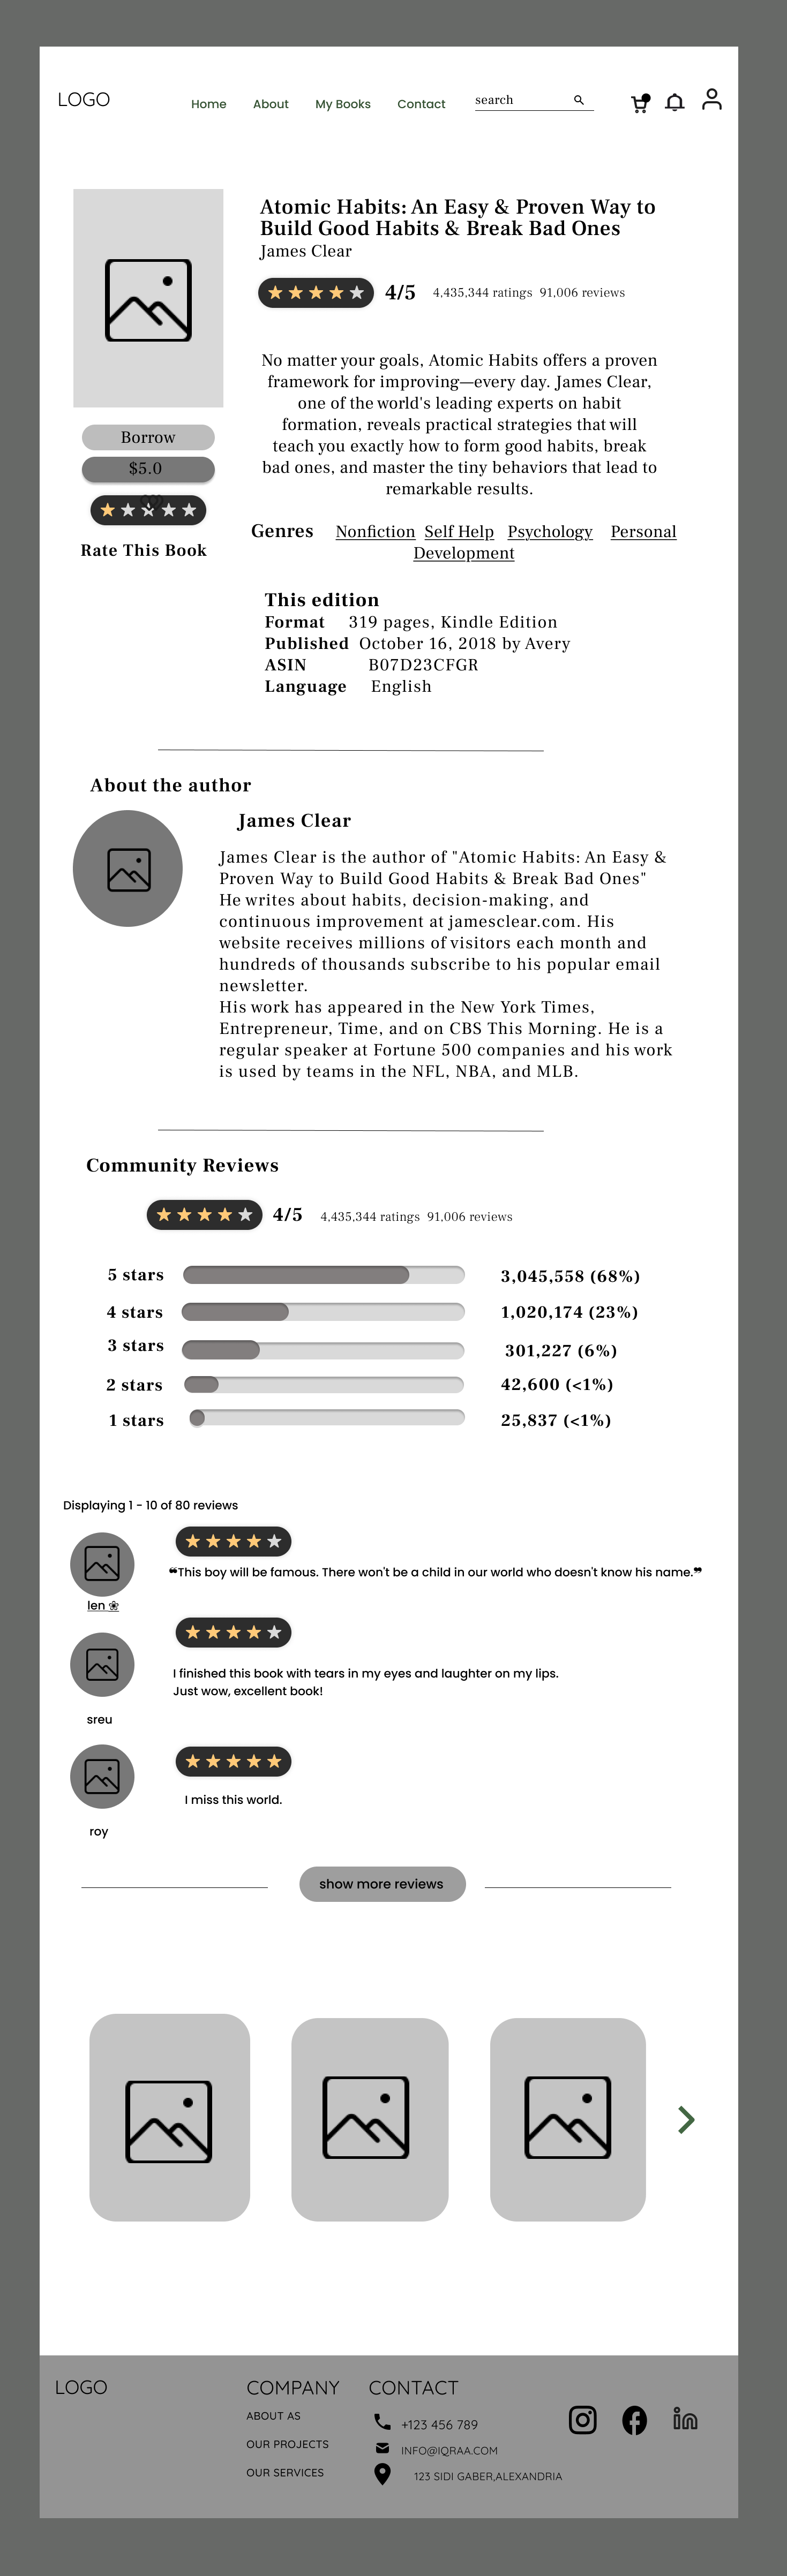 LOGO
Home About My Books Contact
search
Atomic Habits: An Easy & Proven Way to
Build Good Habits & Break Bad Ones
James Clear
4/5 4,435,344 ratings 91,006 reviews
No matter your goals, Atomic Habits offers a proven
framework for improving—every day. James Clear,
one of the world's leading experts on habit
formation, reveals practical strategies that will
teach you exactly how to form good habits, break
bad ones, and master the tiny behaviors that lead to
remarkable results.
Borrow
$5.0
Rate This Book
Genres Nonfiction Self Help Psychology Personal
Development
This edition
Format 319 pages, Kindle Edition
Published October 16, 2018 by Avery
ASIN B07D23CFGR
Language English
About the author
James Clear
James Clear is the author of "Atomic Habits: An Easy &
Proven Way to Build Good Habits & Break Bad Ones"
He writes about habits, decision-making, and
continuous improvement at jamesclear.com. His
website receives millions of visitors each month and
hundreds of thousands subscribe to his popular email
newsletter.
His work has appeared in the New York Times,
Entrepreneur, Time, and on CBS This Morning. He is a
regular speaker at Fortune 500 companies and his work
is used by teams in the NFL, NBA, and MLB.
Community Reviews
4/5 4,435,344 ratings 91,006 reviews
5 stars 3,045,558 (68%)
4 stars 1,020,174 (23%)
3 stars 301,227 (6%)
2 stars 42,600 (<1%)
1 stars 25,837 (<1%)
Displaying 1 - 10 of 80 reviews
❝This boy will be famous. There won't be a child in our world who doesn't know his name.❞
len ❀
I finished this book with tears in my eyes and laughter on my lips.
Just wow, excellent book!
sreu
I miss this world.
roy
show more reviews
LOGO
COMPANY
ABOUT AS
OUR PROJECTS
OUR SERVICES
CONTACT
+123 456 789
INFO@IQRAA.COM
123 SIDI GABER,ALEXANDRIA